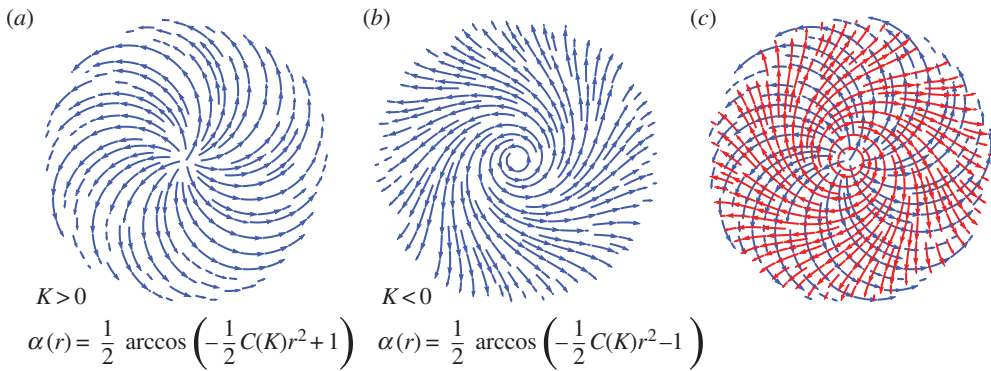 (a) (b) (c)
K > 0 K < 0
α(r) = 1/2 arccos (−1/2 C(K)r² + 1) α(r) = 1/2 arccos (−1/2 C(K)r² − 1)